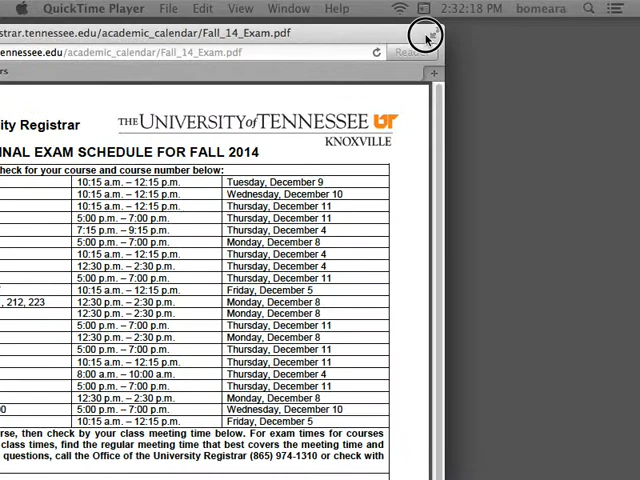 QuickTime Player File Edit View Window Help 2:32:18 PM bomeara
strar.tennessee.edu/academic_calendar/Fall_14_Exam.pdf
tennessee.edu/academic_calendar/Fall_14_Exam.pdf Reader
rs
ity Registrar THE UNIVERSITY of TENNESSEE UT
KNOXVILLE
INAL EXAM SCHEDULE FOR FALL 2014
check for your course and course number below:
10:15 a.m. – 12:15 p.m. Tuesday, December 9
10:15 a.m. – 12:15 p.m. Wednesday, December 10
10:15 a.m. – 12:15 p.m. Thursday, December 11
5:00 p.m. – 7:00 p.m. Thursday, December 11
7:15 p.m. – 9:15 p.m. Thursday, December 4
5:00 p.m. – 7:00 p.m. Monday, December 8
10:15 a.m. – 12:15 p.m. Thursday, December 4
12:30 p.m. – 2:30 p.m. Thursday, December 4
5:00 p.m. – 7:00 p.m. Thursday, December 11
10:15 a.m. – 12:15 p.m. Friday, December 5
, 212, 223 12:30 p.m. – 2:30 p.m. Monday, December 8
12:30 p.m. – 2:30 p.m. Monday, December 8
5:00 p.m. – 7:00 p.m. Thursday, December 11
12:30 p.m. – 2:30 p.m. Monday, December 8
5:00 p.m. – 7:00 p.m. Thursday, December 11
10:15 a.m. – 12:15 p.m. Thursday, December 11
8:00 a.m. – 10:00 a.m. Thursday, December 4
5:00 p.m. – 7:00 p.m. Thursday, December 11
12:30 p.m. – 2:30 p.m. Monday, December 8
00 5:00 p.m. – 7:00 p.m. Wednesday, December 10
10:15 a.m. – 12:15 p.m. Friday, December 5
rse, then check by your class meeting time below. For exam times for courses
class times, find the regular meeting time that best covers the meeting time and
questions, call the Office of the University Registrar (865) 974-1310 or check with